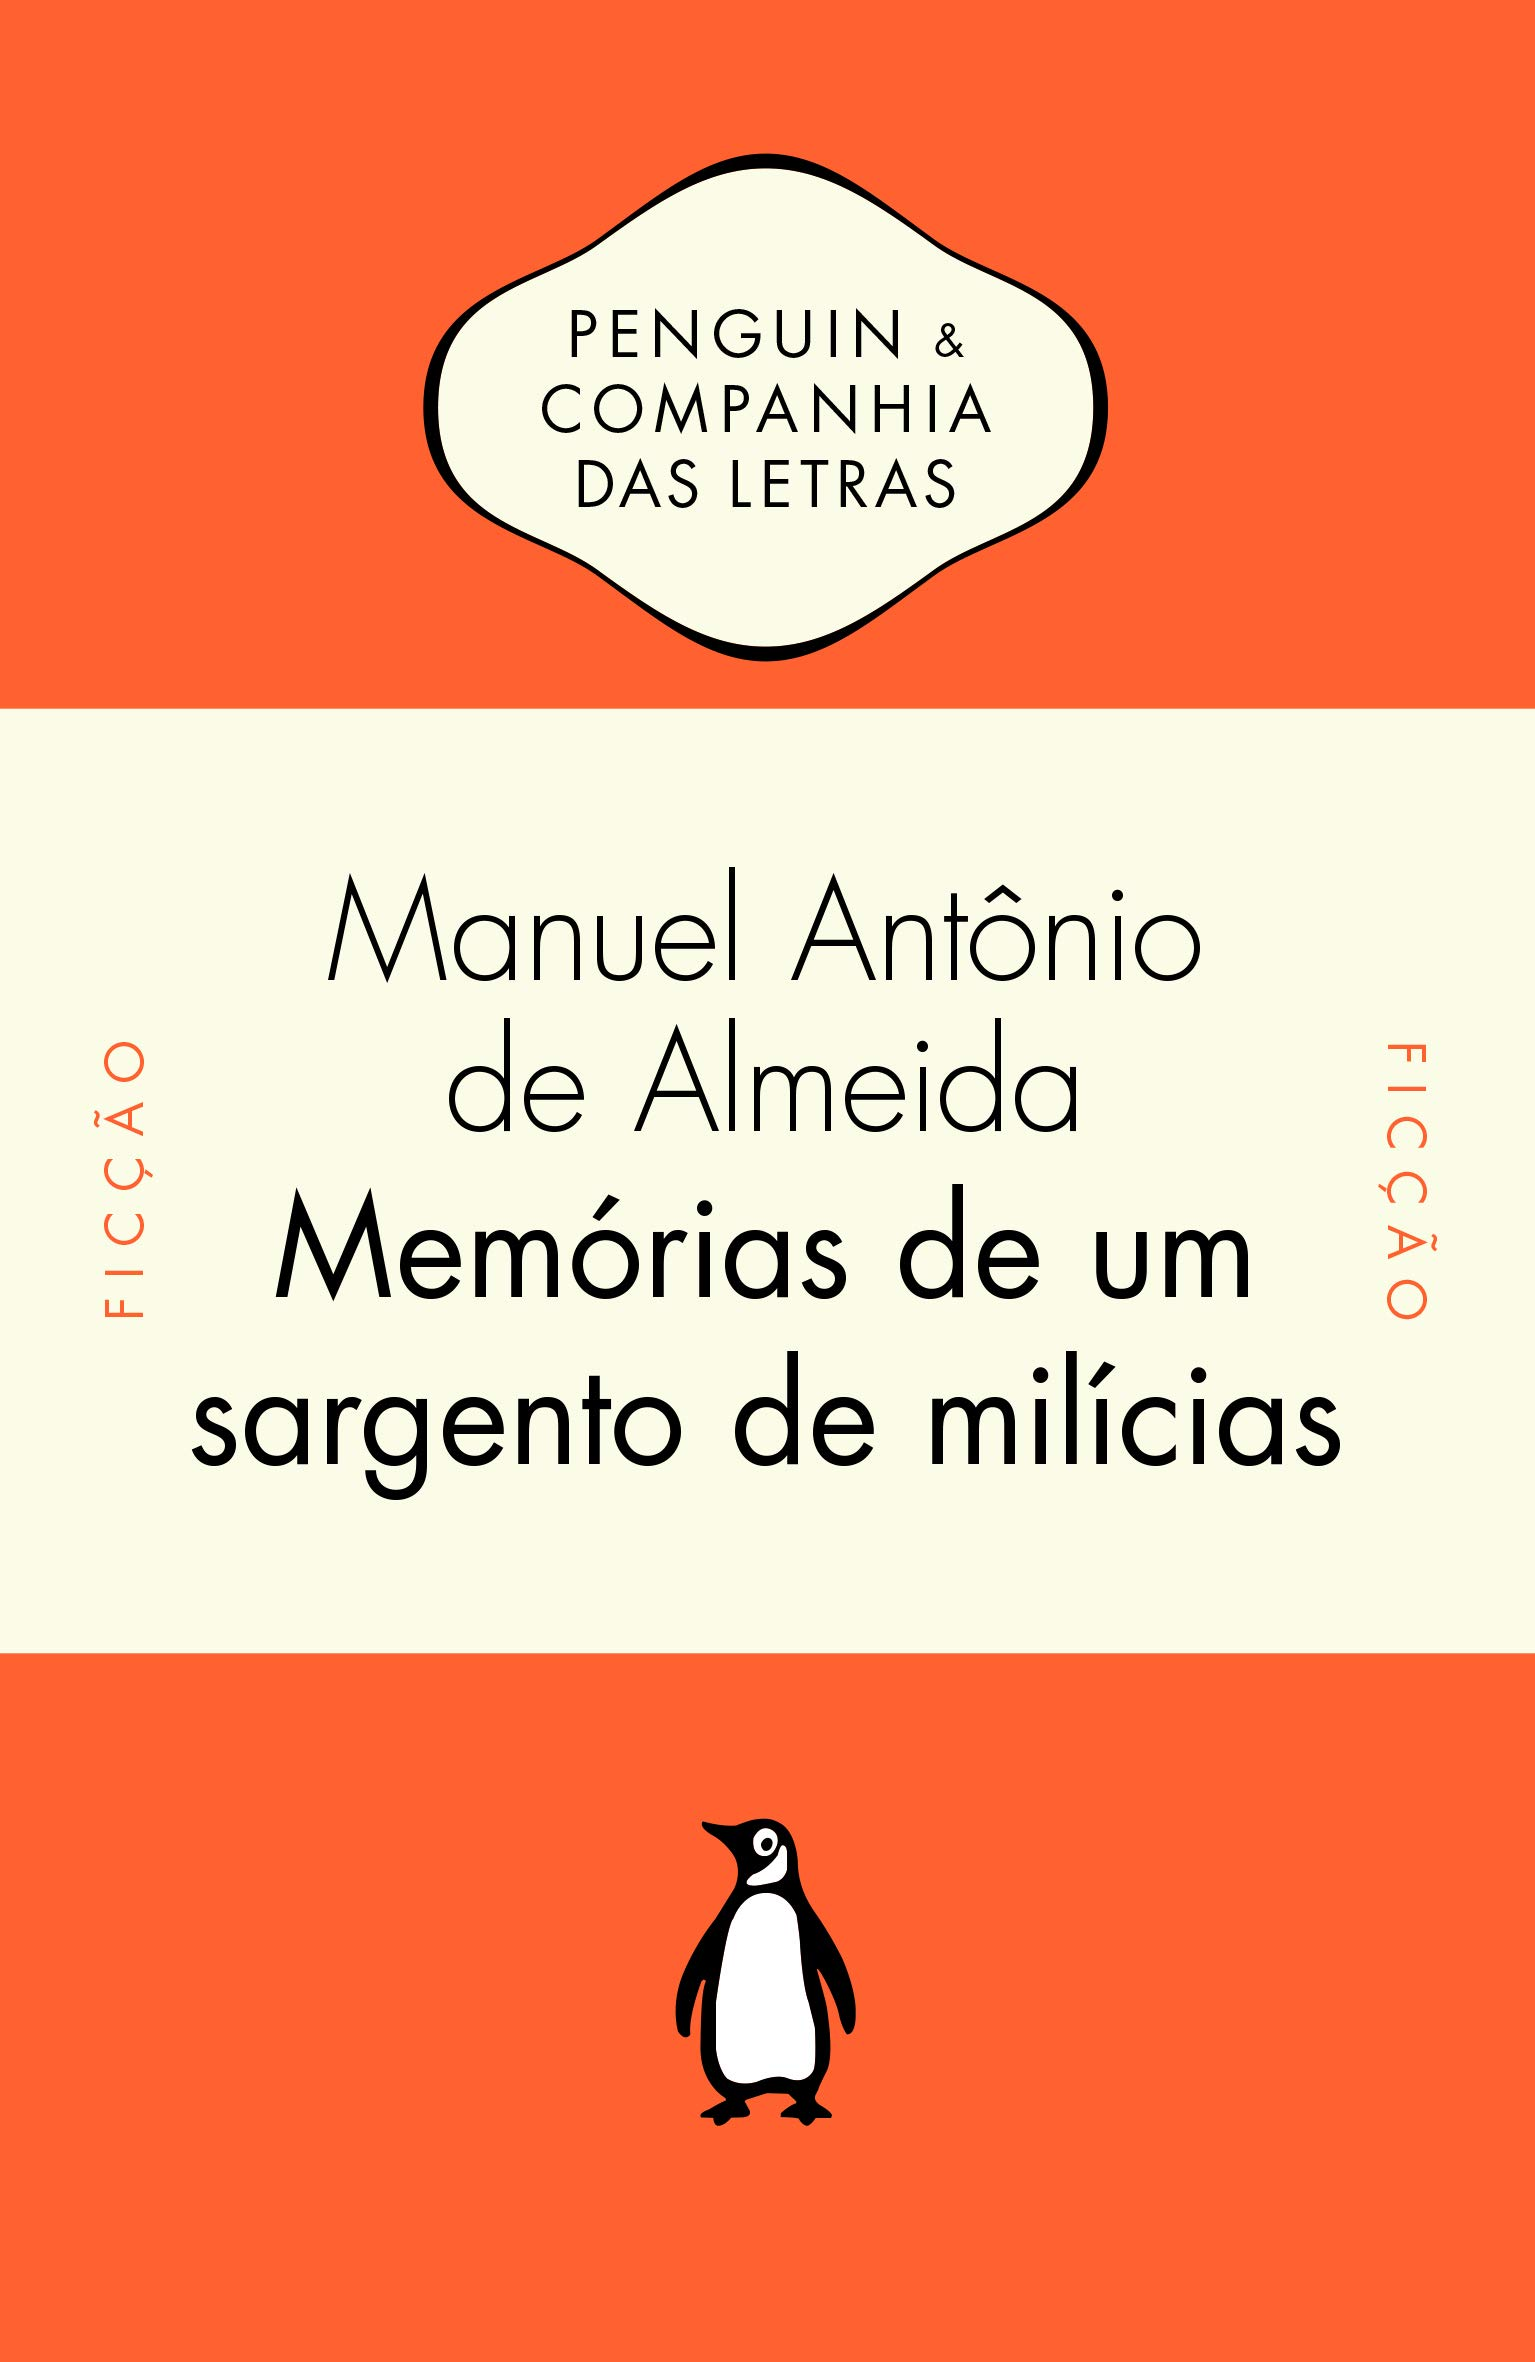 PENGUIN &
COMPANHIA
DAS LETRAS
Manuel Antônio
de Almeida
Memórias de um
sargento de milícias
FICÇÃO
FICÇÃO